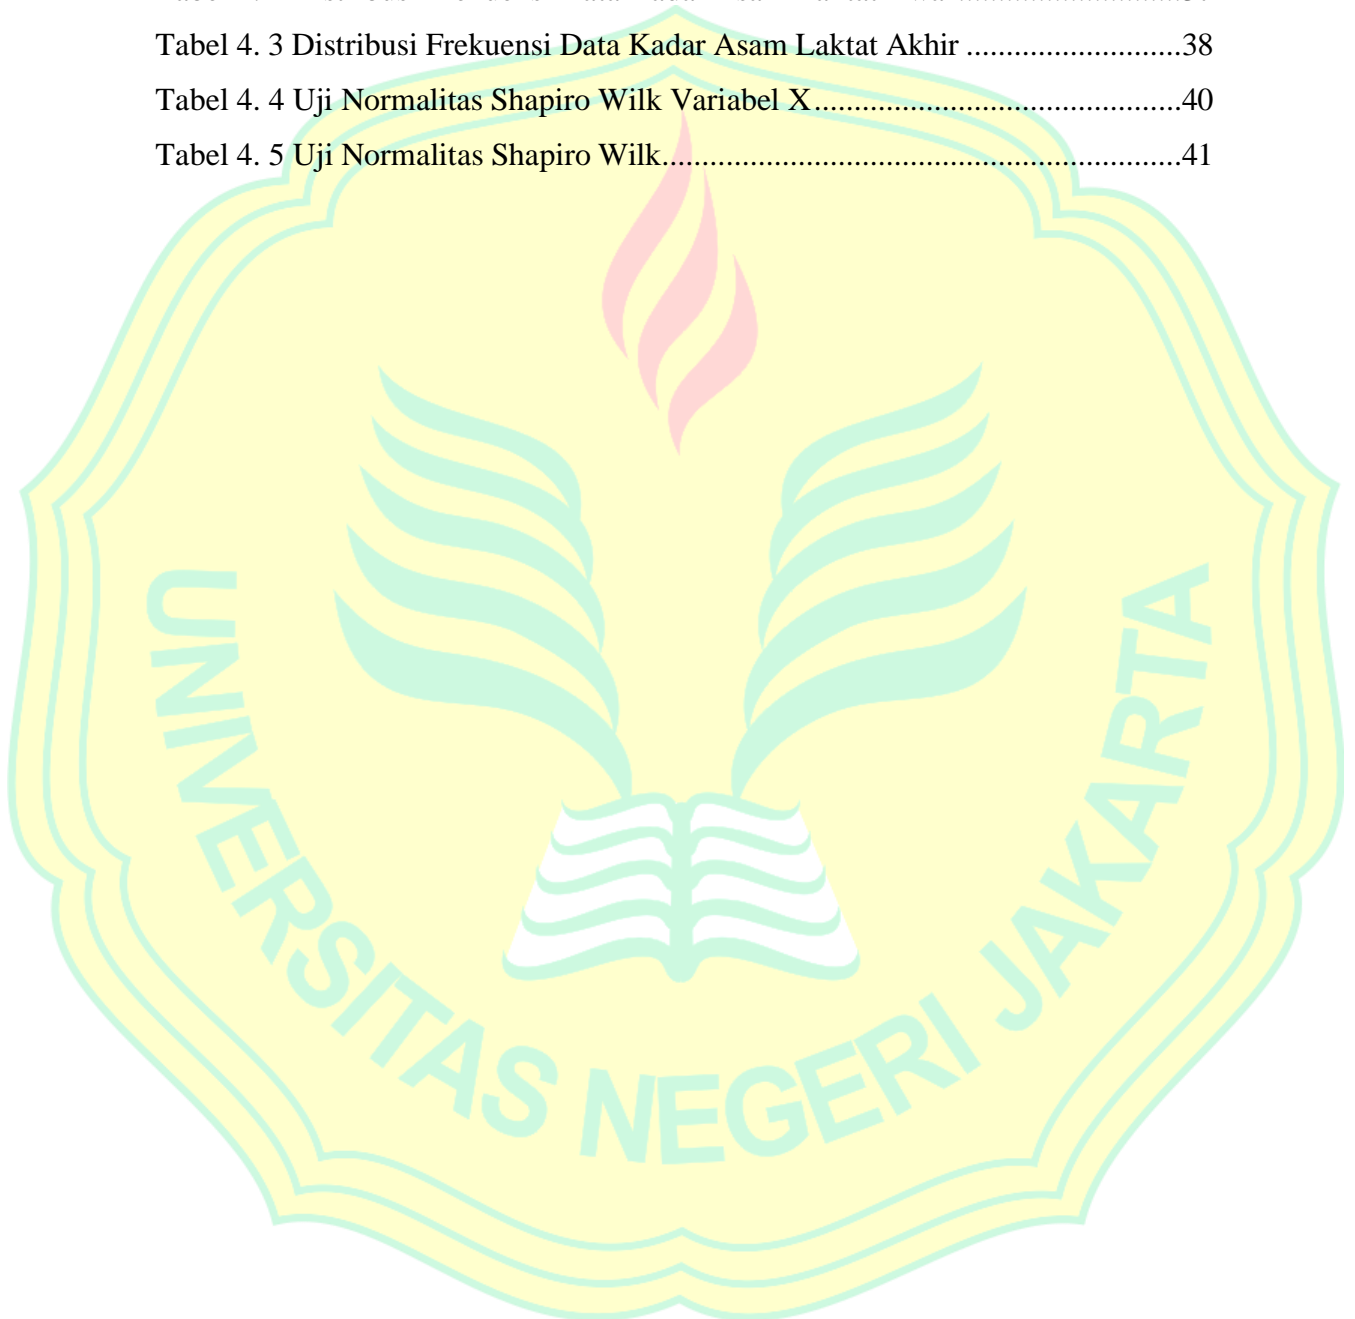 Tabel 4. 3 Distribusi Frekuensi Data Kadar Asam Laktat Akhir ...........................38
Tabel 4. 4 Uji Normalitas Shapiro Wilk Variabel X..............................................40
Tabel 4. 5 Uji Normalitas Shapiro Wilk.................................................................41
UNIVERSITAS NEGERI JAKARTA